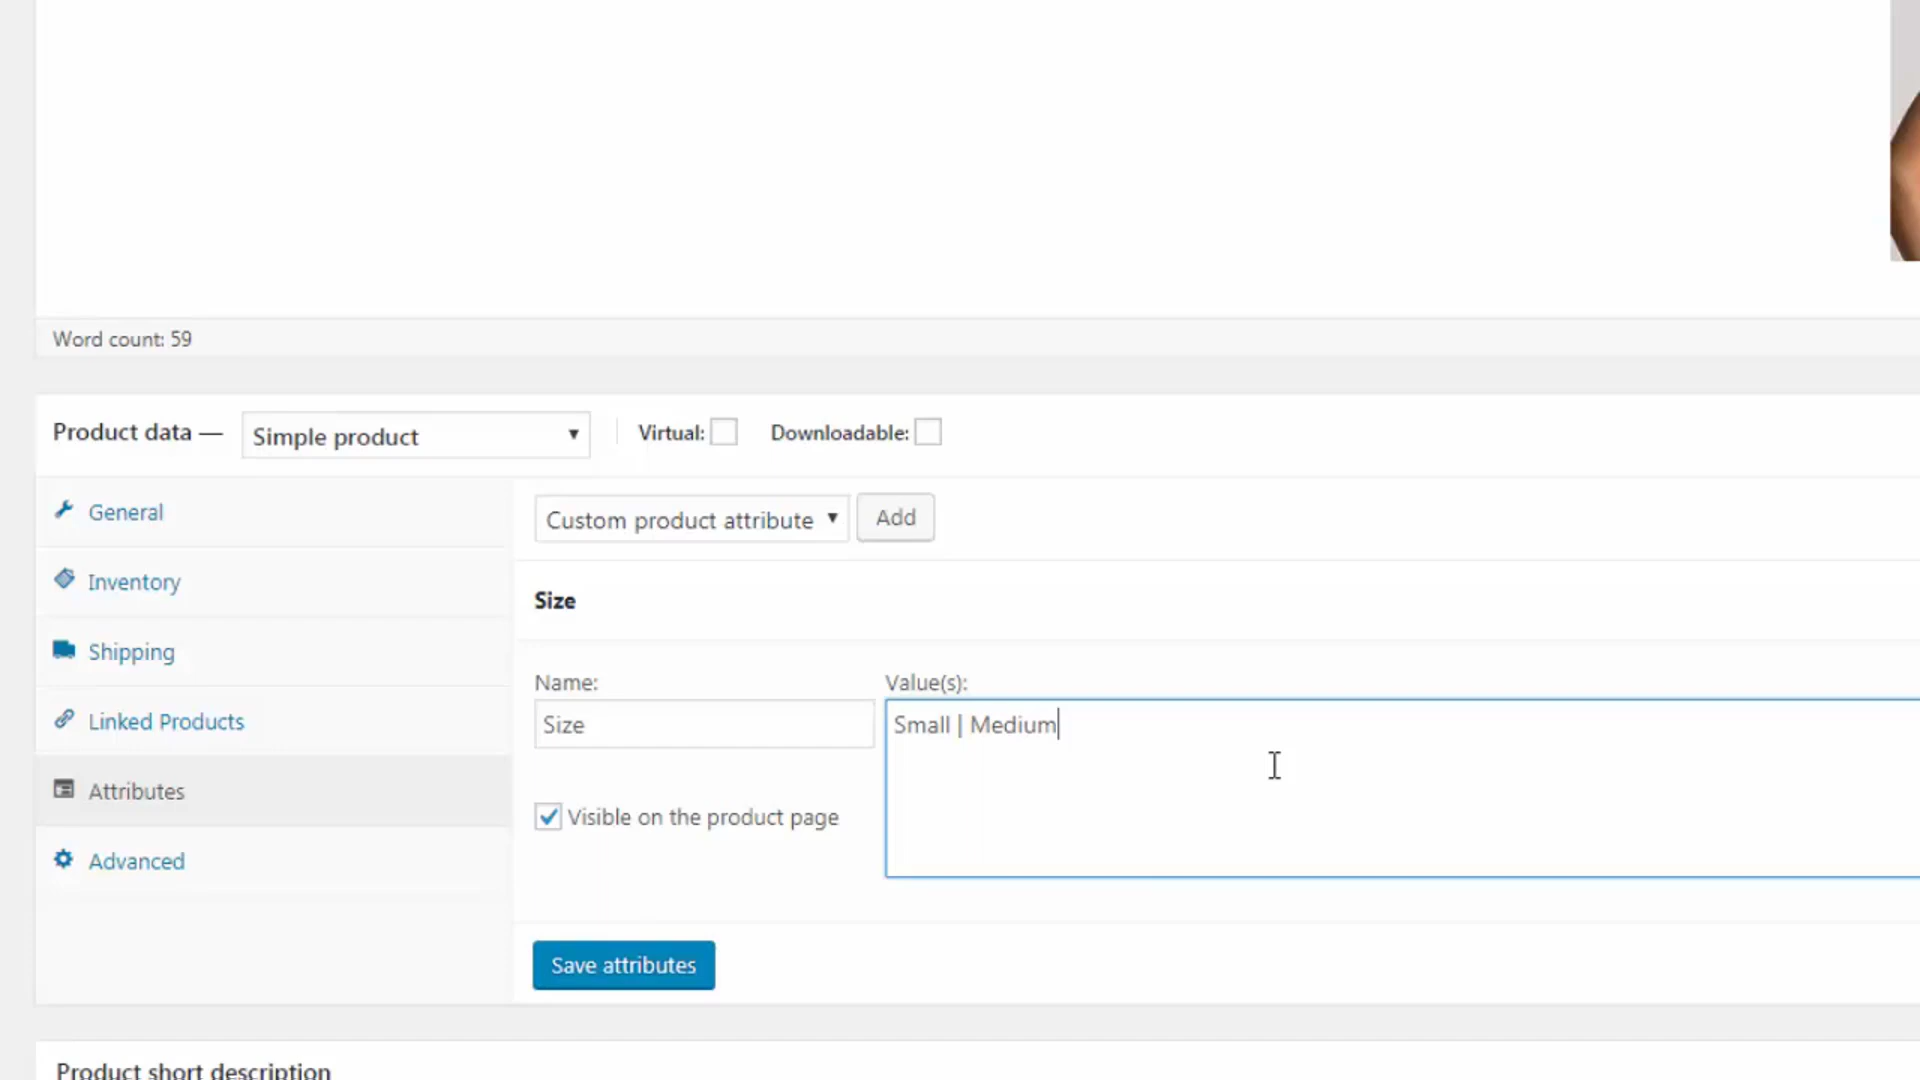 Word count: 59
Product data — Simple product Virtual: Downloadable:
General
Custom product attribute Add
Inventory
Size
Shipping
Name: Value(s):
Linked Products
Size Small | Medium
Attributes
Visible on the product page
Advanced
Save attributes
Product short description